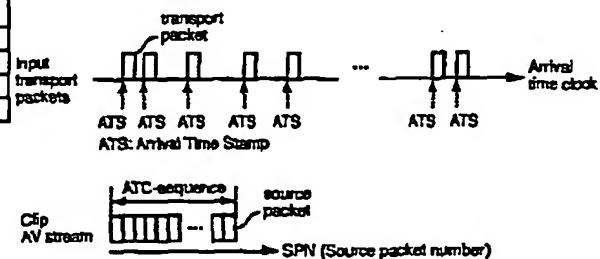 transport
packet
Input
transport
packets
...
Arrival
time clock
ATS ATS ATS ATS ATS ATS ATS
ATS: Arrival Time Stamp
ATC-sequence
source
packet
Clip
AV stream
...
SPN (Source packet number)